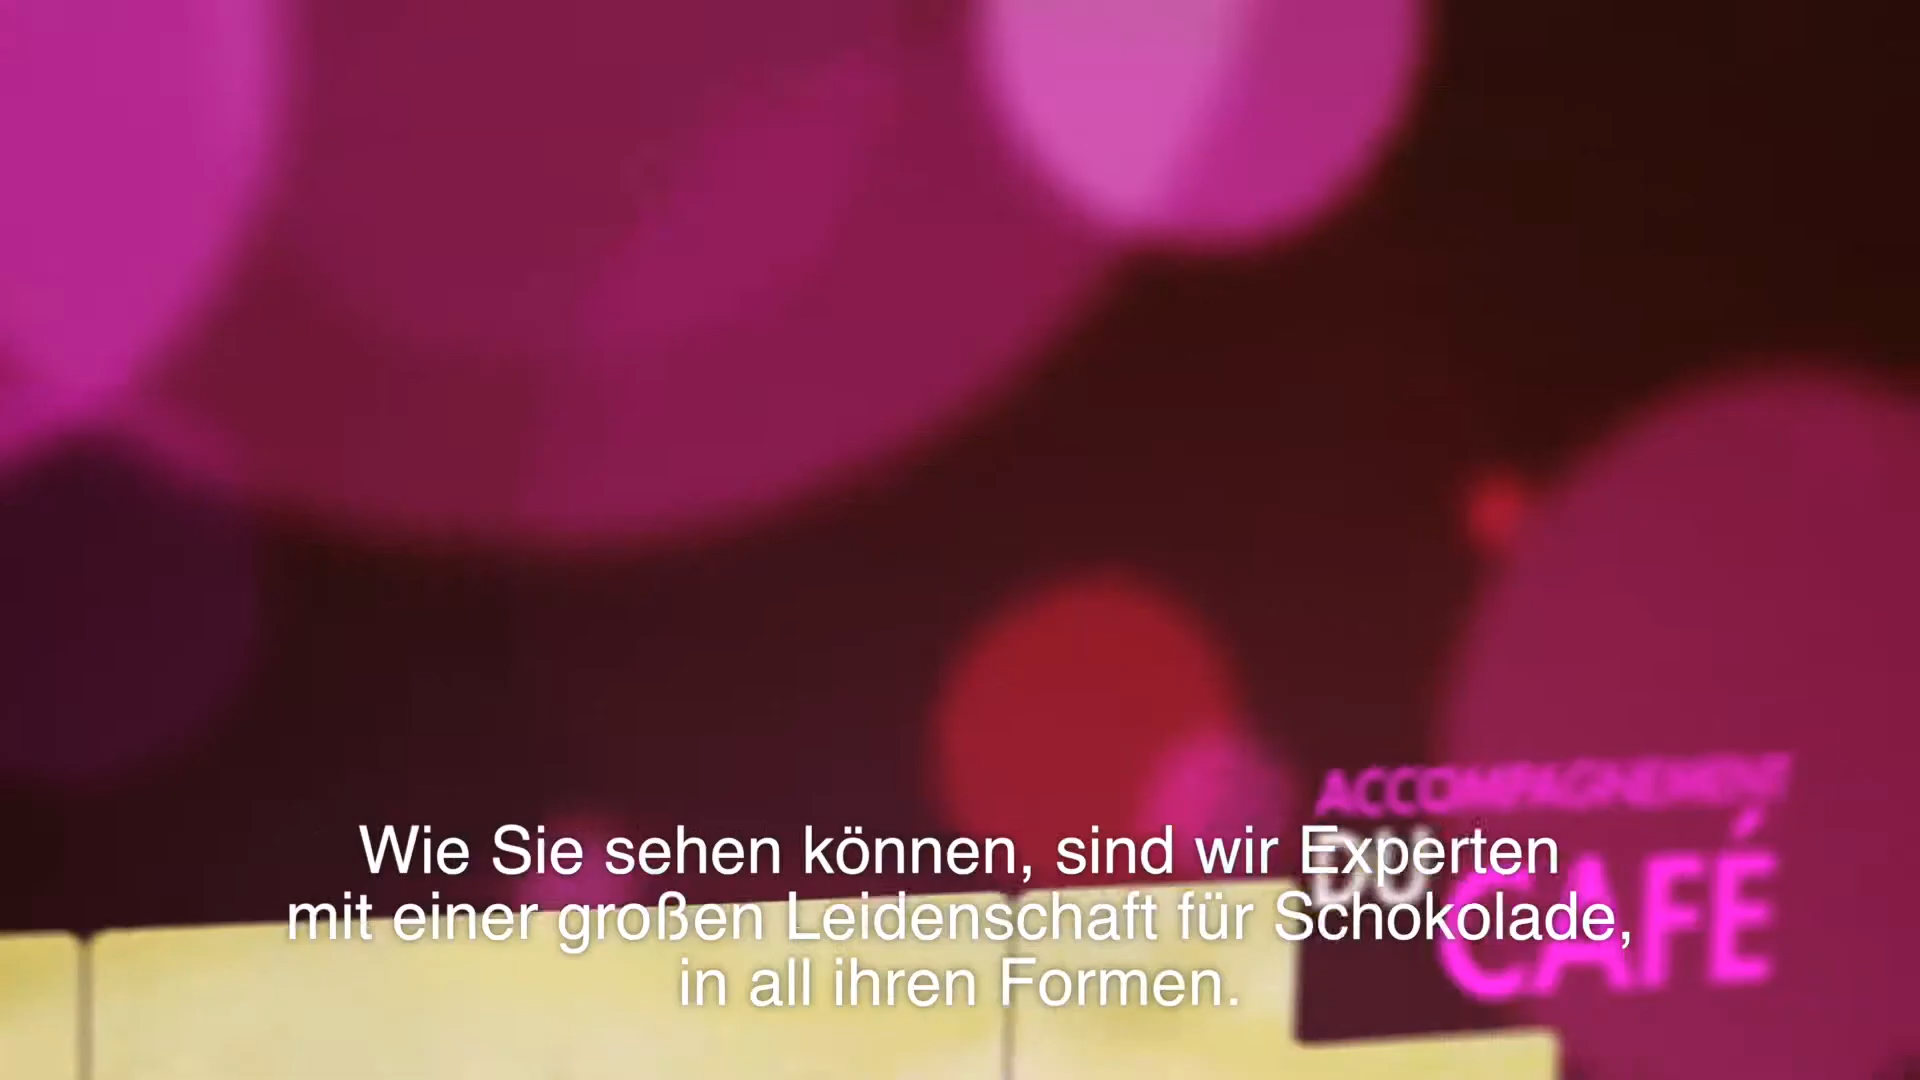 ACCOMPAGNEMENT
DU CAFÉ
Wie Sie sehen können, sind wir Experten
mit einer großen Leidenschaft für Schokolade,
in all ihren Formen.